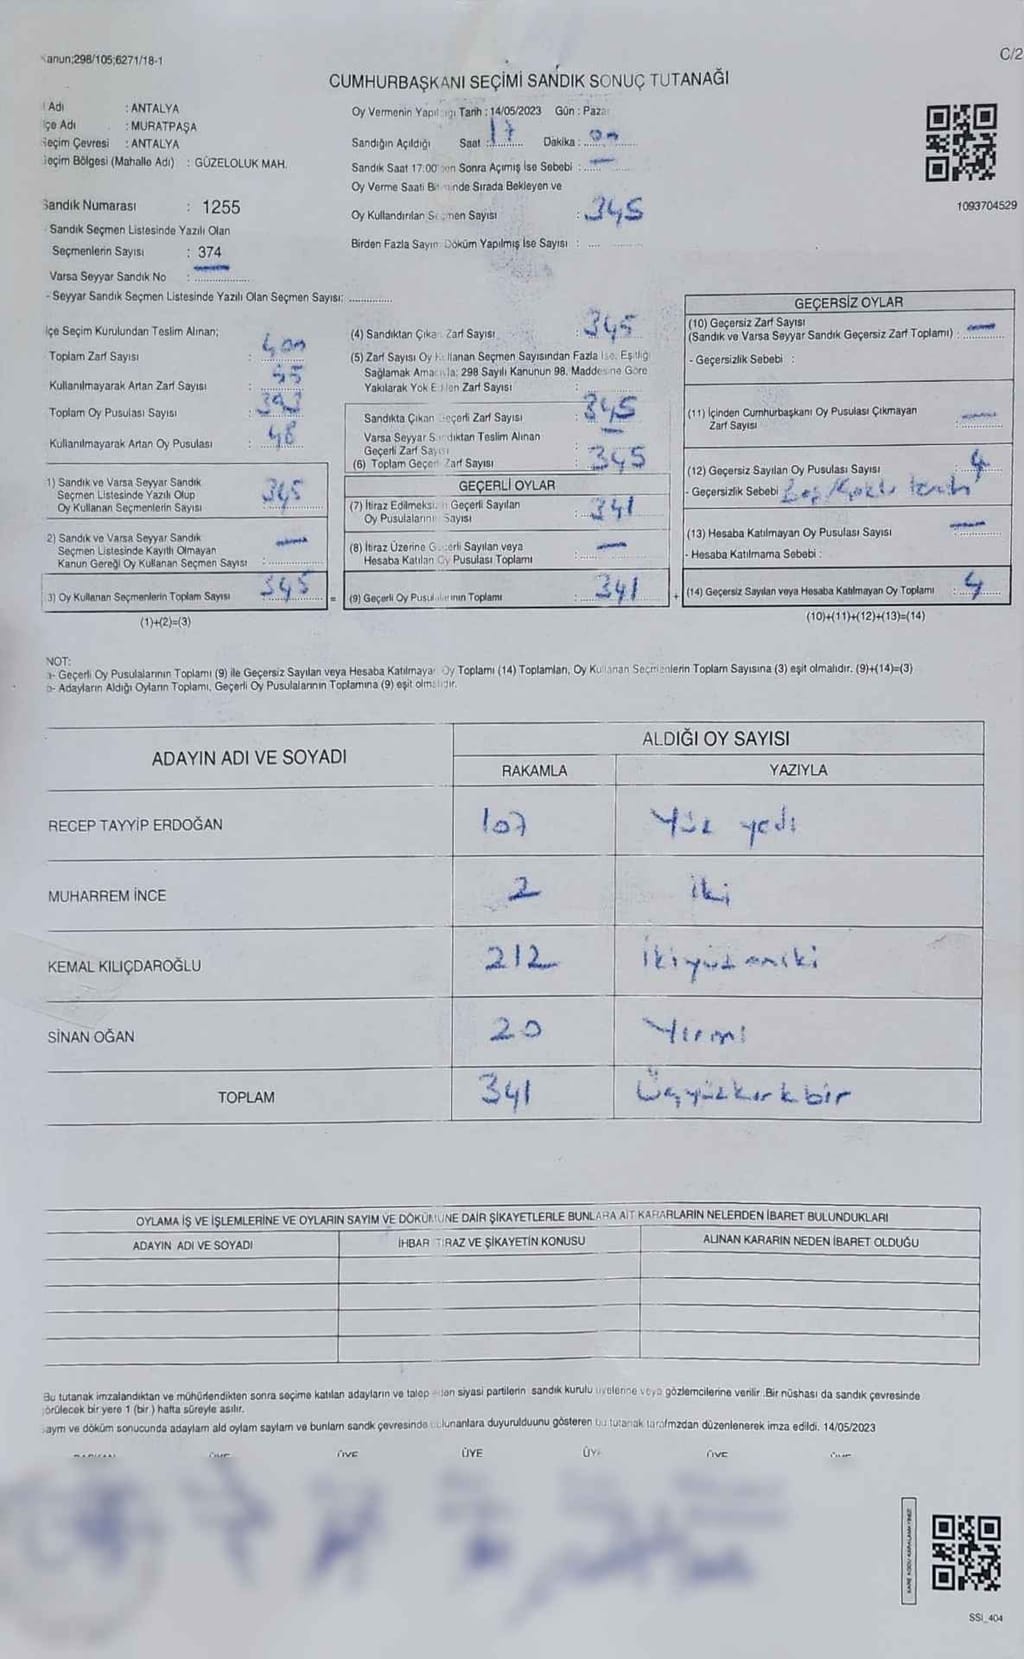 Kanun;298/105;6271/18-1
C/2
CUMHURBAŞKANI SEÇİMİ SANDIK SONUÇ TUTANAĞI
İl Adı : ANTALYA
İlçe Adı : MURATPAŞA
Seçim Çevresi : ANTALYA
Seçim Bölgesi (Mahalle Adı) : GÜZELOLUK MAH.
Sandık Numarası : 1255
Sandık Seçmen Listesinde Yazılı Olan
Seçmenlerin Sayısı : 374
Varsa Seyyar Sandık No : —
- Seyyar Sandık Seçmen Listesinde Yazılı Olan Seçmen Sayısı: ..............
Oy Vermenin Yapıldığı Tarih : 14/05/2023 Gün : Pazar
Sandığın Açıldığı Saat : 17 Dakika : 00
Sandık Saat 17:00'den Sonra Açımış İse Sebebi : —
Oy Verme Saati Bitiminde Sırada Bekleyen ve
Oy Kullandırılan Seçmen Sayısı : 345
Birden Fazla Sayım Döküm Yapılmış İse Sayısı :
1093704529
İlçe Seçim Kurulundan Teslim Alınan;
Toplam Zarf Sayısı : 400
Kullanılmayarak Artan Zarf Sayısı : 55
Toplam Oy Pusulası Sayısı : 393
Kullanılmayarak Artan Oy Pusulası : 48
1) Sandık ve Varsa Seyyar Sandık
Seçmen Listesinde Yazılı Olup
Oy Kullanan Seçmenlerin Sayısı 345
2) Sandık ve Varsa Seyyar Sandık
Seçmen Listesinde Kayıtlı Olmayan
Kanun Gereği Oy Kullanan Seçmen Sayısı : —
3) Oy Kullanan Seçmenlerin Toplam Sayısı 345
(1)+(2)=(3)
=
(4) Sandıktan Çıkan Zarf Sayısı : 345
(5) Zarf Sayısı Oy Kullanan Seçmen Sayısından Fazla İse, Eşitliği
Sağlamak Amacıyla; 298 Sayılı Kanunun 98. Maddesine Göre
Yakılarak Yok Edilen Zarf Sayısı :
Sandıkta Çıkan Geçerli Zarf Sayısı : 345
Varsa Seyyar Sandıktan Teslim Alınan
Geçerli Zarf Sayısı : —
(6) Toplam Geçerli Zarf Sayısı : 345
GEÇERLİ OYLAR
(7) İtiraz Edilmeksizin Geçerli Sayılan
Oy Pusulalarının Sayısı : 341
(8) İtiraz Üzerine Geçerli Sayılan veya
Hesaba Katılan Oy Pusulası Toplamı : —
(9) Geçerli Oy Pusulalarının Toplamı : 341
+
GEÇERSİZ OYLAR
(10) Geçersiz Zarf Sayısı
(Sandık ve Varsa Seyyar Sandık Geçersiz Zarf Toplamı) : —
- Geçersizlik Sebebi :
(11) İçinden Cumhurbaşkanı Oy Pusulası Çıkmayan
Zarf Sayısı : —
(12) Geçersiz Sayılan Oy Pusulası Sayısı : 4
- Geçersizlik Sebebi
(13) Hesaba Katılmayan Oy Pusulası Sayısı —
- Hesaba Katılmama Sebebi :
(14) Geçersiz Sayılan veya Hesaba Katılmayan Oy Toplamı : 4
(10)+(11)+(12)+(13)=(14)
NOT:
a- Geçerli Oy Pusulalarının Toplamı (9) ile Geçersiz Sayılan veya Hesaba Katılmayan Oy Toplamı (14) Toplamları, Oy Kullanan Seçmenlerin Toplam Sayısına (3) eşit olmalıdır. (9)+(14)=(3)
b- Adayların Aldığı Oyların Toplamı, Geçerli Oy Pusulalarının Toplamına (9) eşit olmalıdır.
ADAYIN ADI VE SOYADI
ALDIĞI OY SAYISI
RAKAMLA YAZIYLA
RECEP TAYYİP ERDOĞAN 107 Yüz yedi
MUHARREM İNCE 2 iki
KEMAL KILIÇDAROĞLU 212 İkiyüz oniki
SİNAN OĞAN 20 Yirmi
TOPLAM 341 Üçyüzkırkbir
OYLAMA İŞ VE İŞLEMLERİNE VE OYLARIN SAYIM VE DÖKÜMÜNE DAİR ŞİKAYETLERLE BUNLARA AİT KARARLARIN NELERDEN İBARET BULUNDUKLARI
ADAYIN ADI VE SOYADI İHBAR İTİRAZ VE ŞİKAYETİN KONUSU ALINAN KARARIN NEDEN İBARET OLDUĞU
Bu tutanak imzalandıktan ve mühürlendikten sonra seçime katılan adayların ve talep eden siyasi partilerin sandık kurulu üyelerine veya gözlemcilerine verilir .Bir nüshası da sandık çevresinde
görülecek bir yere 1 (bir ) hafta süreyle asılır.
Sayım ve döküm sonucunda adaylam ald oylam saylam ve bunlam sandk çevresinde bulunanlara duyurulduunu gösteren bu tutanak tarafmzdan düzenlenerek imza edildi. 14/05/2023
BAŞKAN ÜYE ÜYE ÜYE ÜYE ÜYE ÜYE
SSI_404